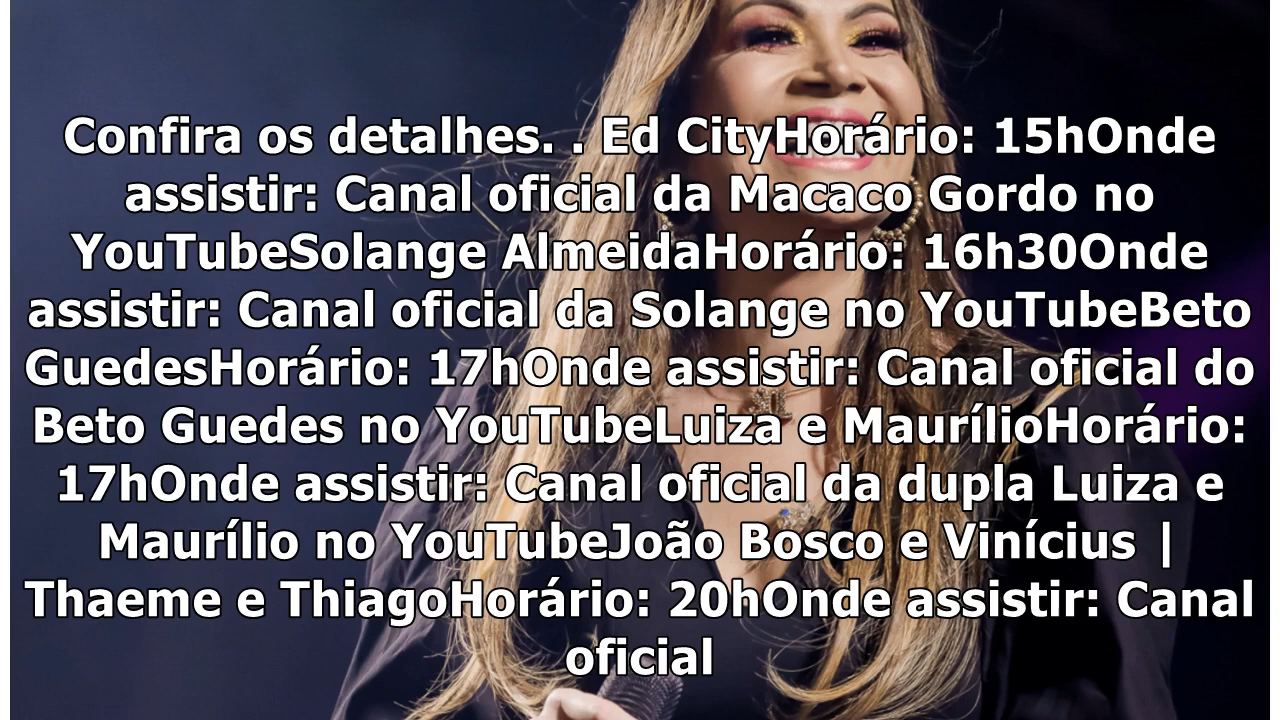 Confira os detalhes. . Ed CityHorário: 15hOnde
assistir: Canal oficial da Macaco Gordo no
YouTubeSolange AlmeidaHorário: 16h30Onde
assistir: Canal oficial da Solange no YouTubeBeto
GuedesHorário: 17hOnde assistir: Canal oficial do
Beto Guedes no YouTubeLuiza e MaurílioHorário:
17hOnde assistir: Canal oficial da dupla Luiza e
Maurílio no YouTubeJoão Bosco e Vinícius |
Thaeme e ThiagoHorário: 20hOnde assistir: Canal
oficial